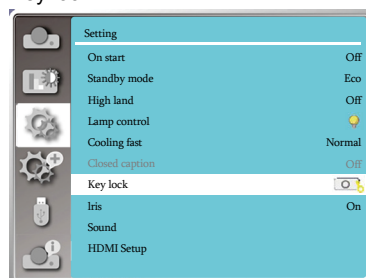 Setting
On start Off
Standby mode Eco
High land Off
Lamp control
Cooling fast Normal
Closed caption Off
Key lock
Iris On
Sound
HDMI Setup